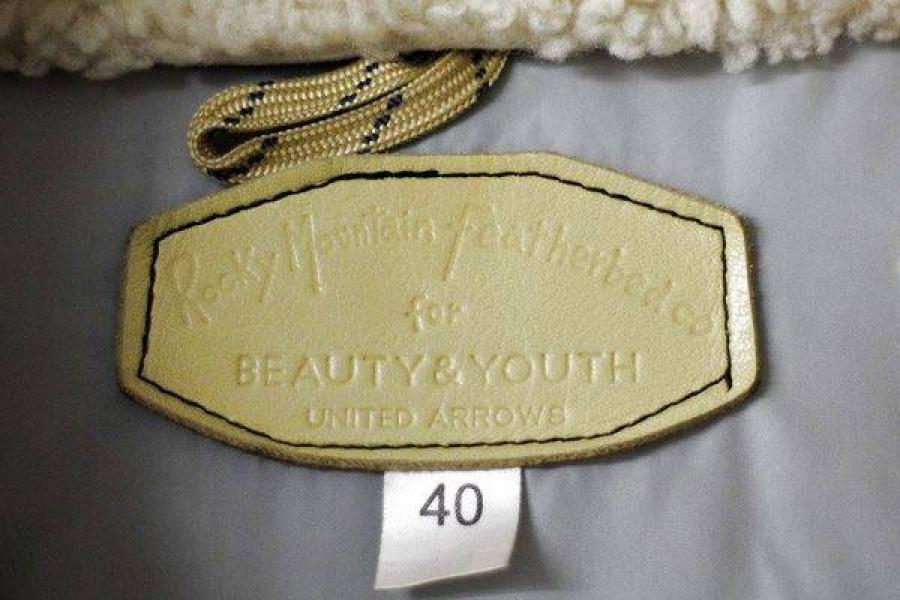 Rocky Mountain Featherbed co
for
BEAUTY&YOUTH
UNITED ARROWS
40